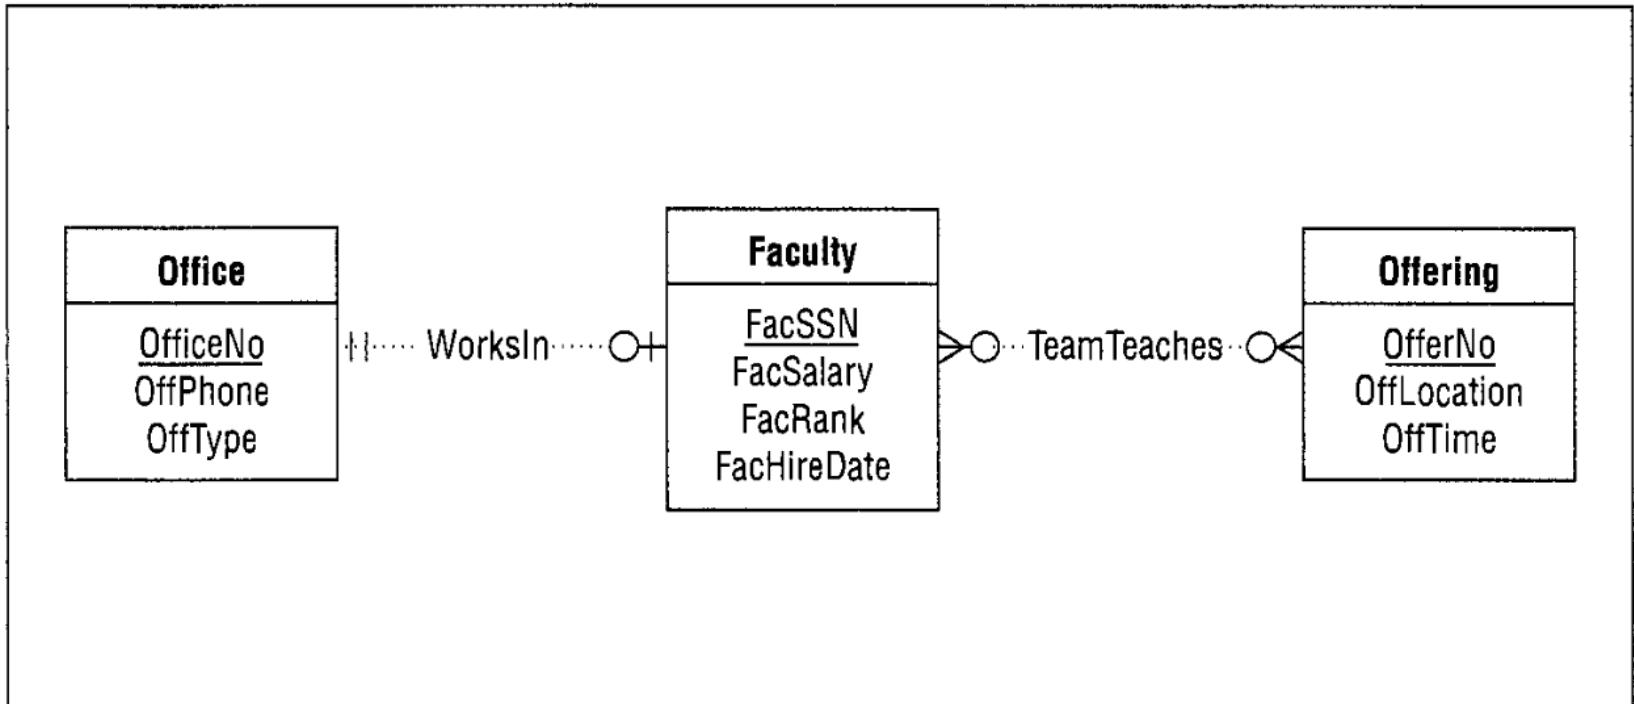 Office
OfficeNo
OffPhone
OffType
WorksIn
Faculty
FacSSN
FacSalary
FacRank
FacHireDate
TeamTeaches
Offering
OfferNo
OffLocation
OffTime